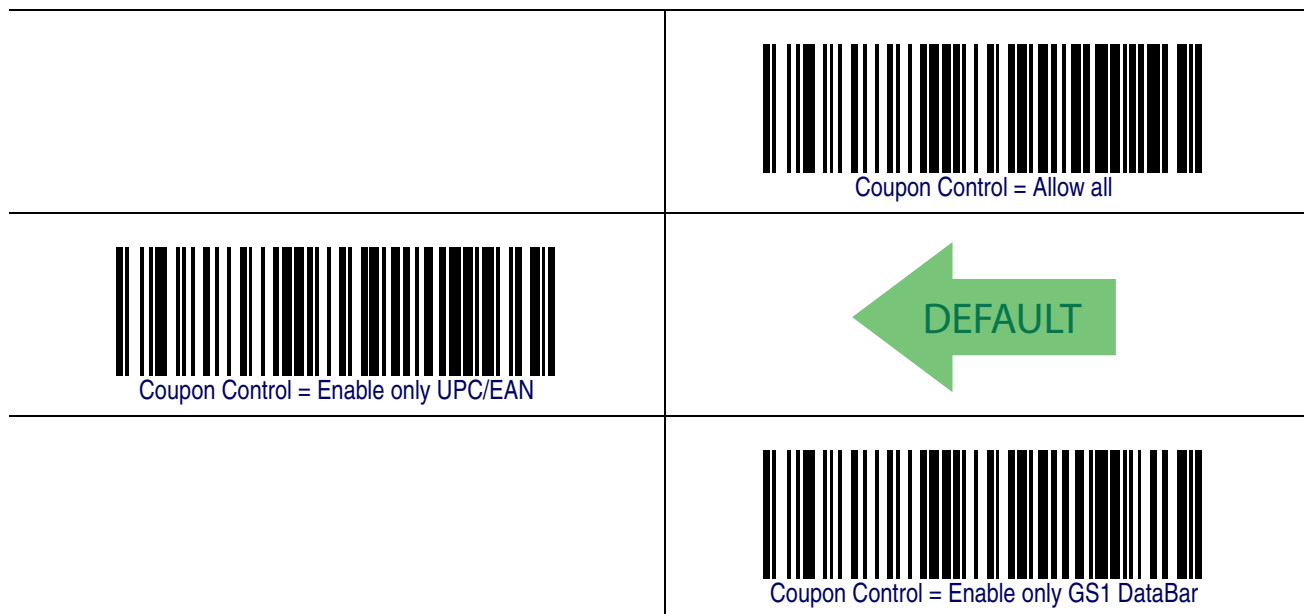 Coupon Control = Allow all
Coupon Control = Enable only UPC/EAN
DEFAULT
Coupon Control = Enable only GS1 DataBar